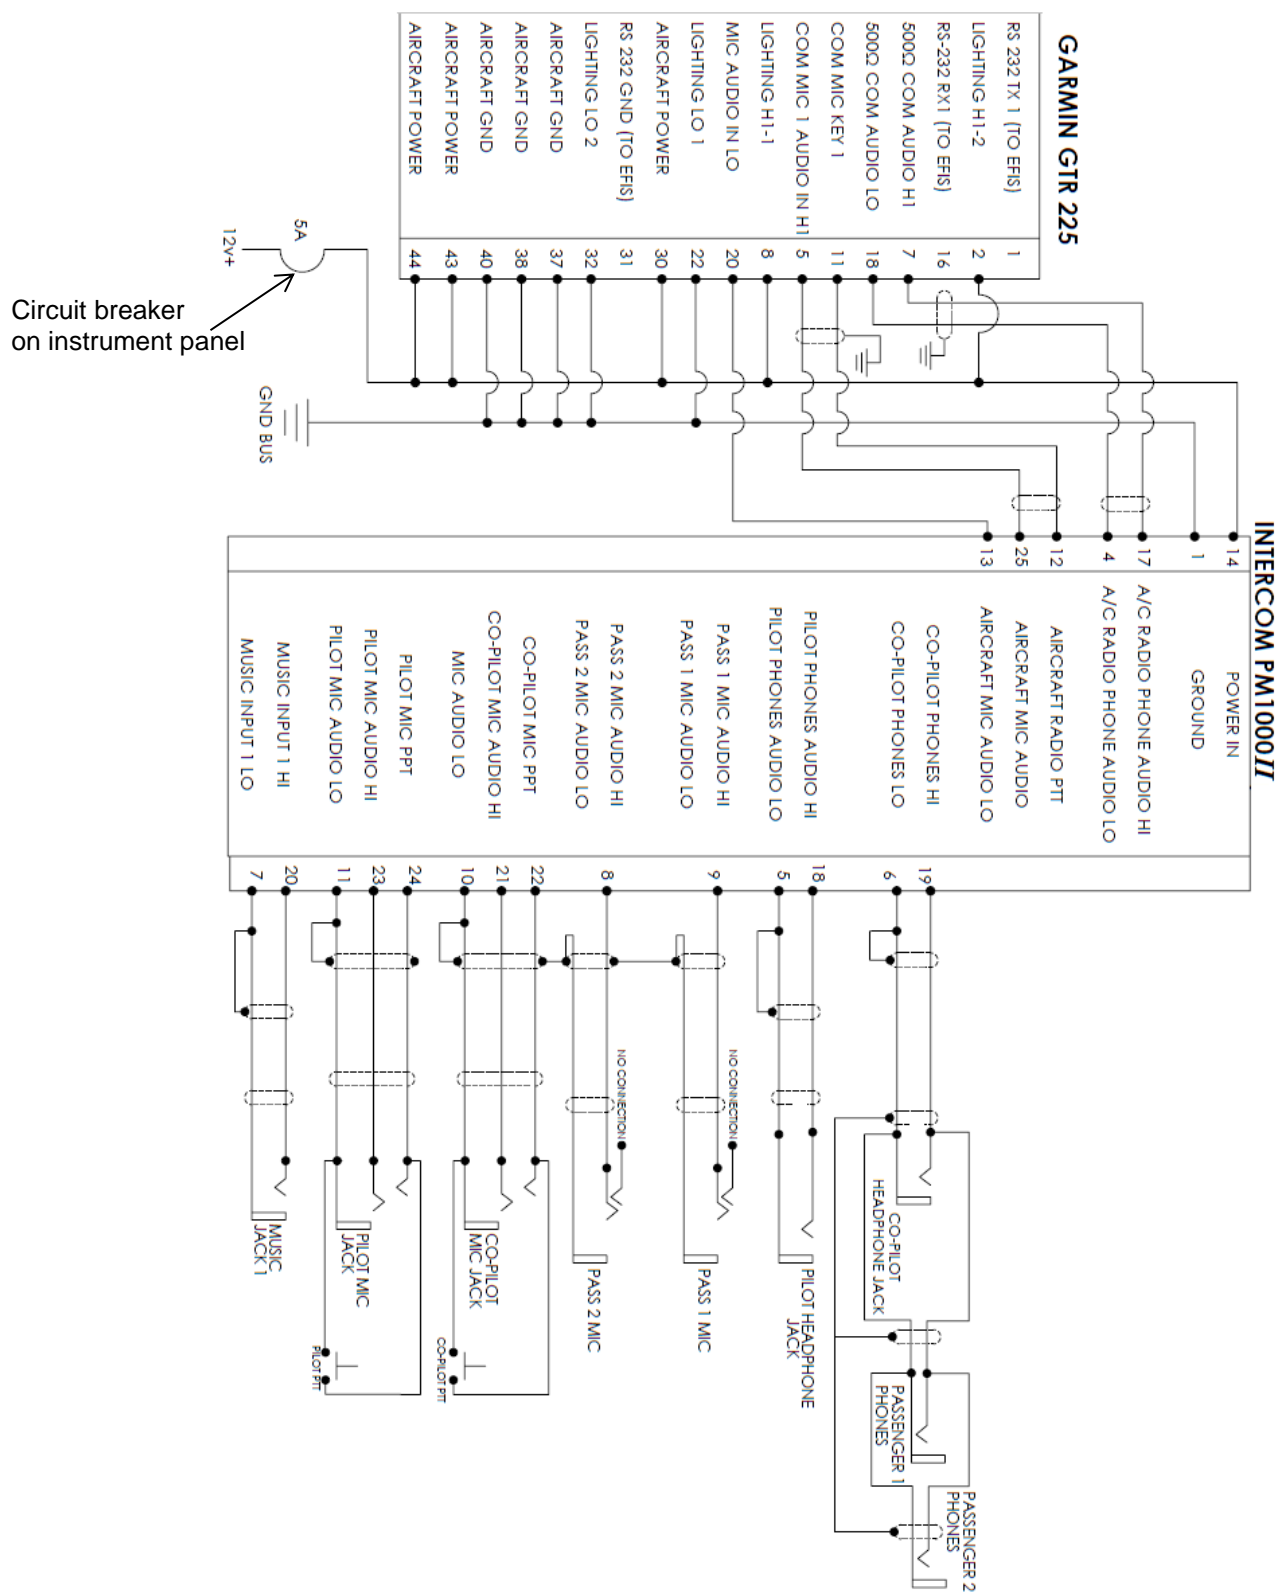 GARMIN GTR 225
RS 232 TX 1 (TO EFIS)
1
LIGHTING H1-2
2
RS-232 RX1 (TO EFIS)
16
500Ω COM AUDIO H1
7
500Ω COM AUDIO LO
18
COM MIC KEY 1
11
COM MIC 1 AUDIO IN H1
5
LIGHTING H1-1
8
MIC AUDIO IN LO
20
LIGHTING LO 1
22
AIRCRAFT POWER
30
RS 232 GND (TO EFIS)
31
LIGHTING LO 2
32
AIRCRAFT GND
37
AIRCRAFT GND
38
AIRCRAFT GND
40
AIRCRAFT POWER
43
AIRCRAFT POWER
44
5A
12v+
Circuit breaker
on instrument panel
GND BUS
INTERCOM PM1000II
14
POWER IN
1
GROUND
17
A/C RADIO PHONE AUDIO HI
4
A/C RADIO PHONE AUDIO LO
12
AIRCRAFT RADIO PTT
25
AIRCRAFT MIC AUDIO
13
AIRCRAFT MIC AUDIO LO
CO-PILOT PHONES HI
19
CO-PILOT PHONES LO
6
PILOT PHONES AUDIO HI
18
PILOT PHONES AUDIO LO
5
PASS 1 MIC AUDIO HI
9
PASS 1 MIC AUDIO LO
PASS 2 MIC AUDIO HI
8
PASS 2 MIC AUDIO LO
CO-PILOT MIC PPT
22
CO-PILOT MIC AUDIO HI
21
MIC AUDIO LO
10
PILOT MIC PPT
24
PILOT MIC AUDIO HI
23
PILOT MIC AUDIO LO
11
MUSIC INPUT 1 HI
20
MUSIC INPUT 1 LO
7
PASSENGER 2
PHONES
PASSENGER 1
PHONES
CO-PILOT
HEADPHONE JACK
PILOT HEADPHONE
JACK
NO CONNECTION
PASS 1 MIC
NO CONNECTION
PASS 2 MIC
CO-PILOT
MIC JACK
CO-PILOT PTT
PILOT MIC
JACK
PILOT PTT
MUSIC
JACK 1